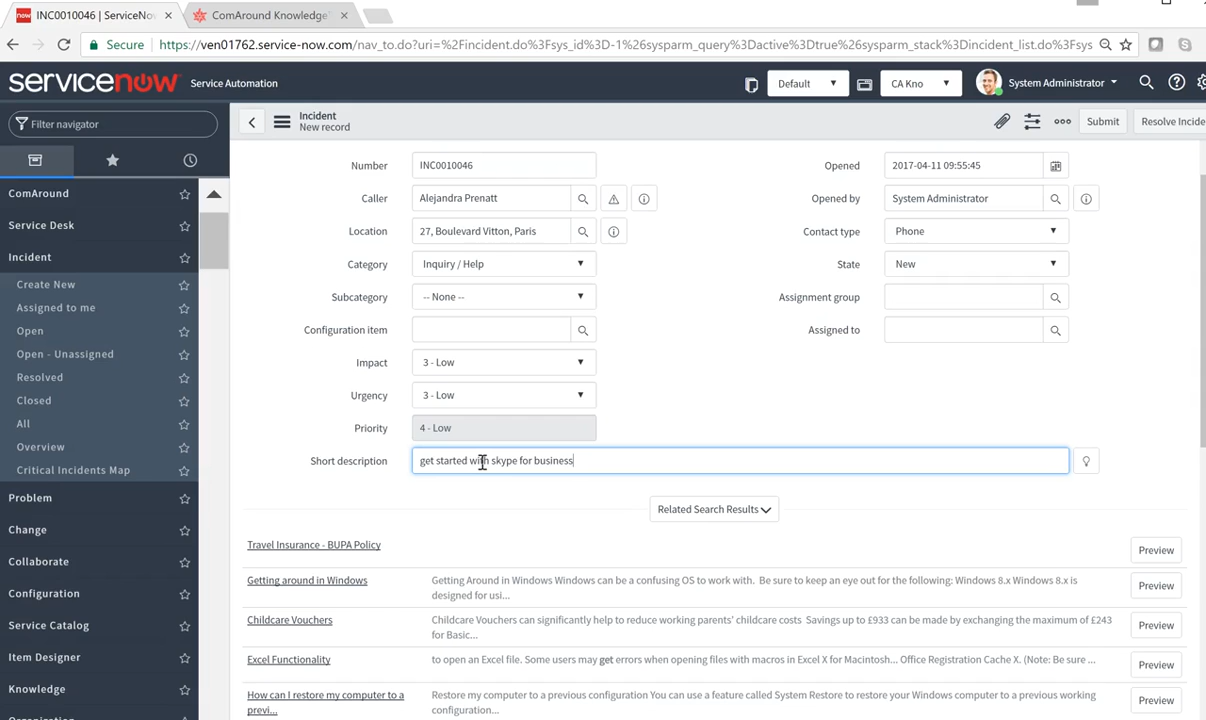 INC0010046 | ServiceNo
ComAround Knowledge
Secure
https://ven01762.service-now.com/nav_to.do?uri=%2Fincident.do%3Fsys_id%3D-1%26sysparm_query%3Dactive%3Dtrue%26sysparm_stack%3Dincident_list.do%3Fsys
now
servicenow Service Automation
Default
CA Kno
System Administrator
Filter navigator
Incident
New record
Submit
Resolve Incide
ComAround
Service Desk
Incident
Create New
Assigned to me
Open
Open - Unassigned
Resolved
Closed
All
Overview
Critical Incidents Map
Problem
Change
Collaborate
Configuration
Service Catalog
Item Designer
Knowledge
Number INC0010046
Caller Alejandra Prenatt
Location 27, Boulevard Vitton, Paris
Category Inquiry / Help
Subcategory -- None --
Configuration item
Impact 3 - Low
Urgency 3 - Low
Priority 4 - Low
Short description get started with skype for business
Opened 2017-04-11 09:55:45
Opened by System Administrator
Contact type Phone
State New
Assignment group
Assigned to
Related Search Results
Travel Insurance - BUPA Policy
Preview
Getting around in Windows
Getting Around in Windows Windows can be a confusing OS to work with. Be sure to keep an eye out for the following: Windows 8.x Windows 8.x is
designed for usi...
Preview
Childcare Vouchers
Childcare Vouchers can significantly help to reduce working parents' childcare costs Savings up to £933 can be made by exchanging the maximum of £243
for Basic...
Preview
Excel Functionality
to open an Excel file. Some users may get errors when opening files with macros in Excel X for Macintosh... Office Registration Cache X. (Note: Be sure ...
Preview
How can I restore my computer to a
previ...
Restore my computer to a previous configuration You can use a feature called System Restore to restore your Windows computer to a previous working
configuration...
Preview